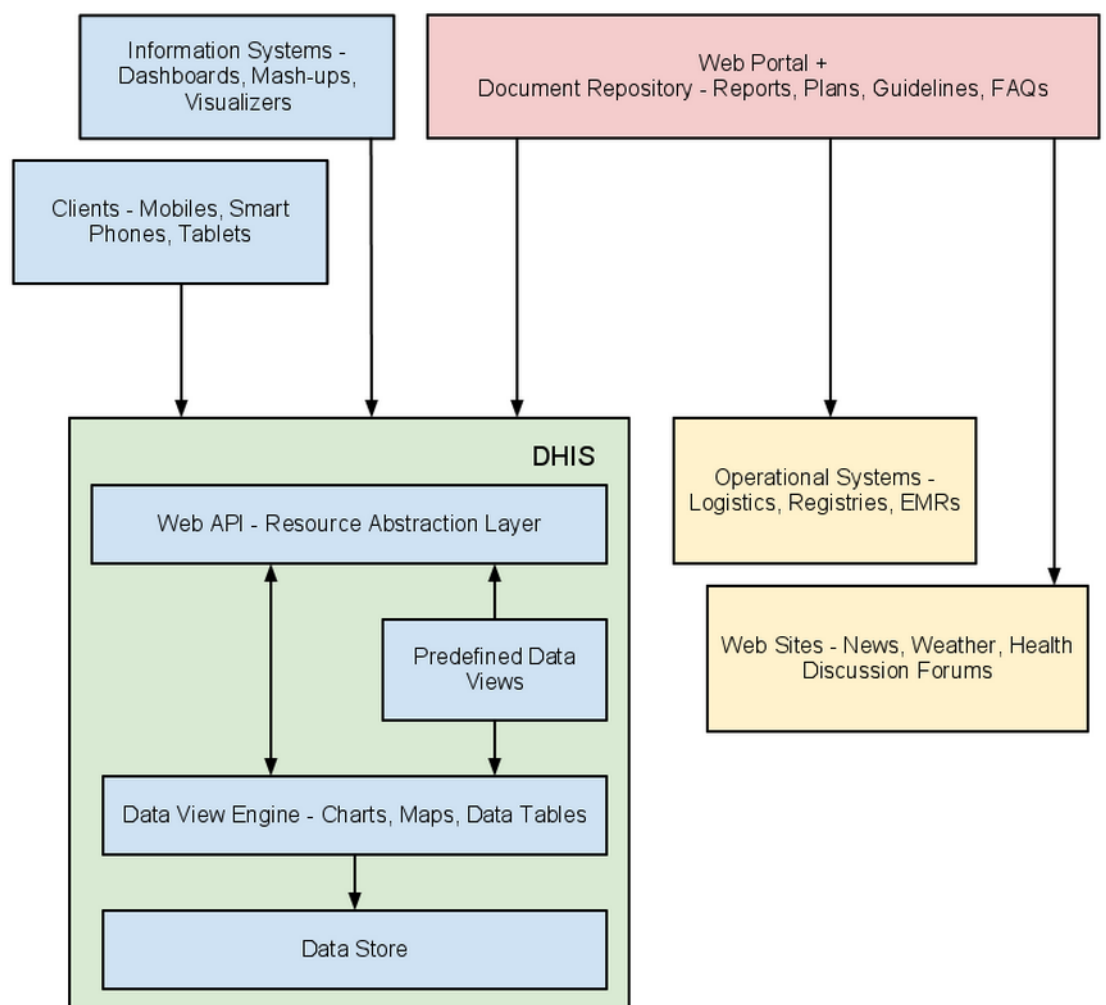 Information Systems -
Dashboards, Mash-ups,
Visualizers
Web Portal +
Document Repository - Reports, Plans, Guidelines, FAQs
Clients - Mobiles, Smart
Phones, Tablets
DHIS
Web API - Resource Abstraction Layer
Operational Systems -
Logistics, Registries, EMRs
Predefined Data
Views
Web Sites - News, Weather, Health
Discussion Forums
Data View Engine - Charts, Maps, Data Tables
Data Store